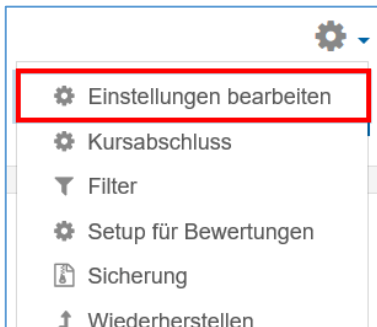 Einstellungen bearbeiten
Kursabschluss
Filter
Setup für Bewertungen
Sicherung
Wiederherstellen